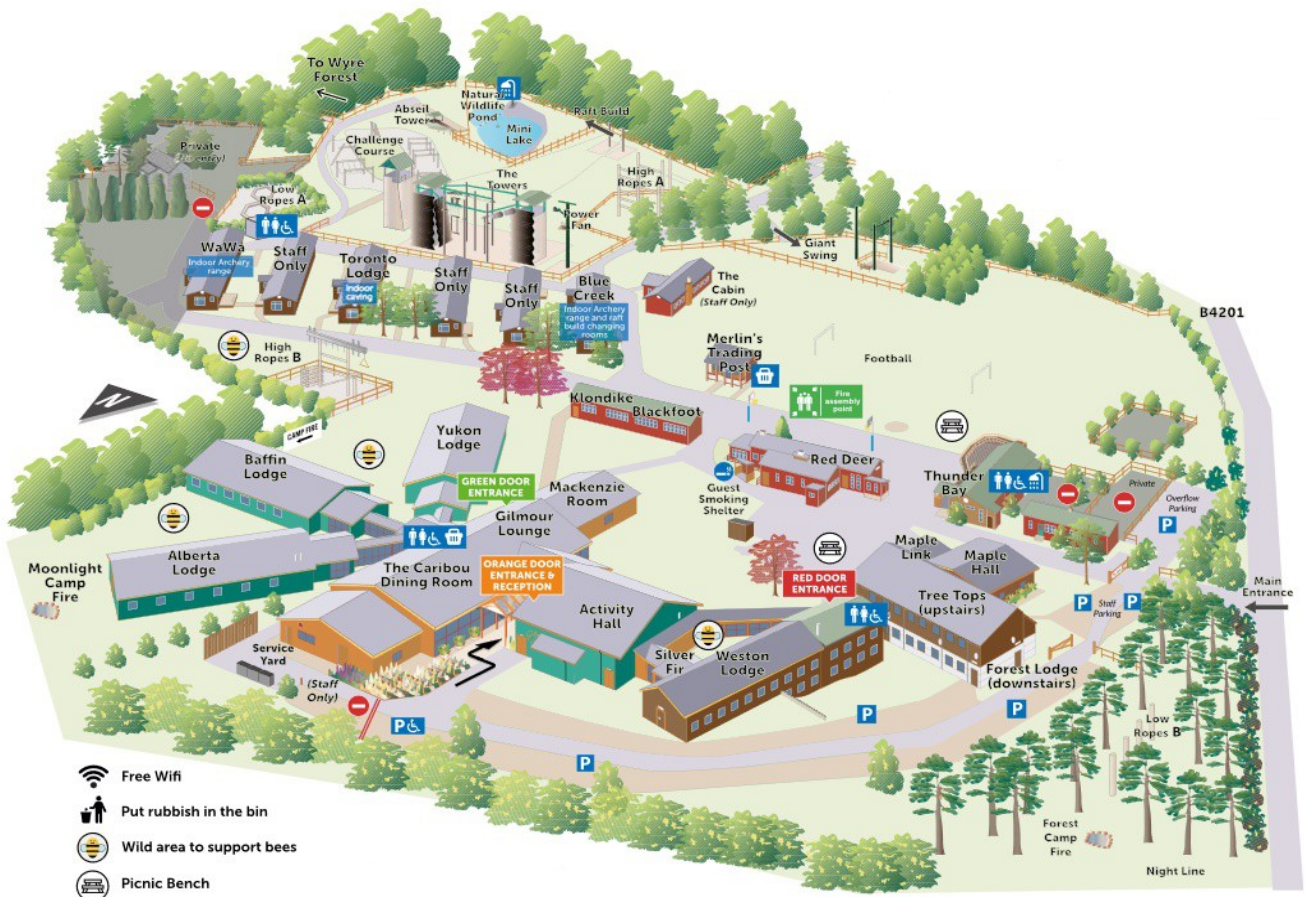 To Wyre
Forest
Natural
Wildlife
Pond
Mini
Lake
Raft Build
Abseil
Tower
Private
(no entry)
Challenge
Course
The
Towers
High
Ropes A
Low
Ropes A
Power
Fan
Giant
Swing
WaWa
Indoor Archery
range
Staff
Only
Toronto
Lodge
Indoor
caving
Staff
Only
Staff
Only
Blue
Creek
Indoor Archery
range and raft
build changing
rooms
The
Cabin
(Staff Only)
B4201
High
Ropes B
Merlin's
Trading
Post
Football
N
Klondike
Blackfoot
Fire
assembly
point
CAMP FIRE
Yukon
Lodge
Baffin
Lodge
GREEN DOOR
ENTRANCE
Mackenzie
Room
Red Deer
Guest
Smoking
Shelter
Thunder
Bay
Private
Overflow
Parking
P
Gilmour
Lounge
Alberta
Lodge
The Caribou
Dining Room
ORANGE DOOR
ENTRANCE &
RECEPTION
Moonlight
Camp
Fire
Activity
Hall
RED DOOR
ENTRANCE
Maple
Link
Maple
Hall
Tree Tops
(upstairs)
P
Staff
Parking
P
Main
Entrance
Service
Yard
(Staff
Only)
Silver
Fir
Weston
Lodge
Forest Lodge
(downstairs)
P
P
P
P
Low
Ropes B
Forest
Camp
Fire
Night Line
Free Wifi
Put rubbish in the bin
Wild area to support bees
Picnic Bench